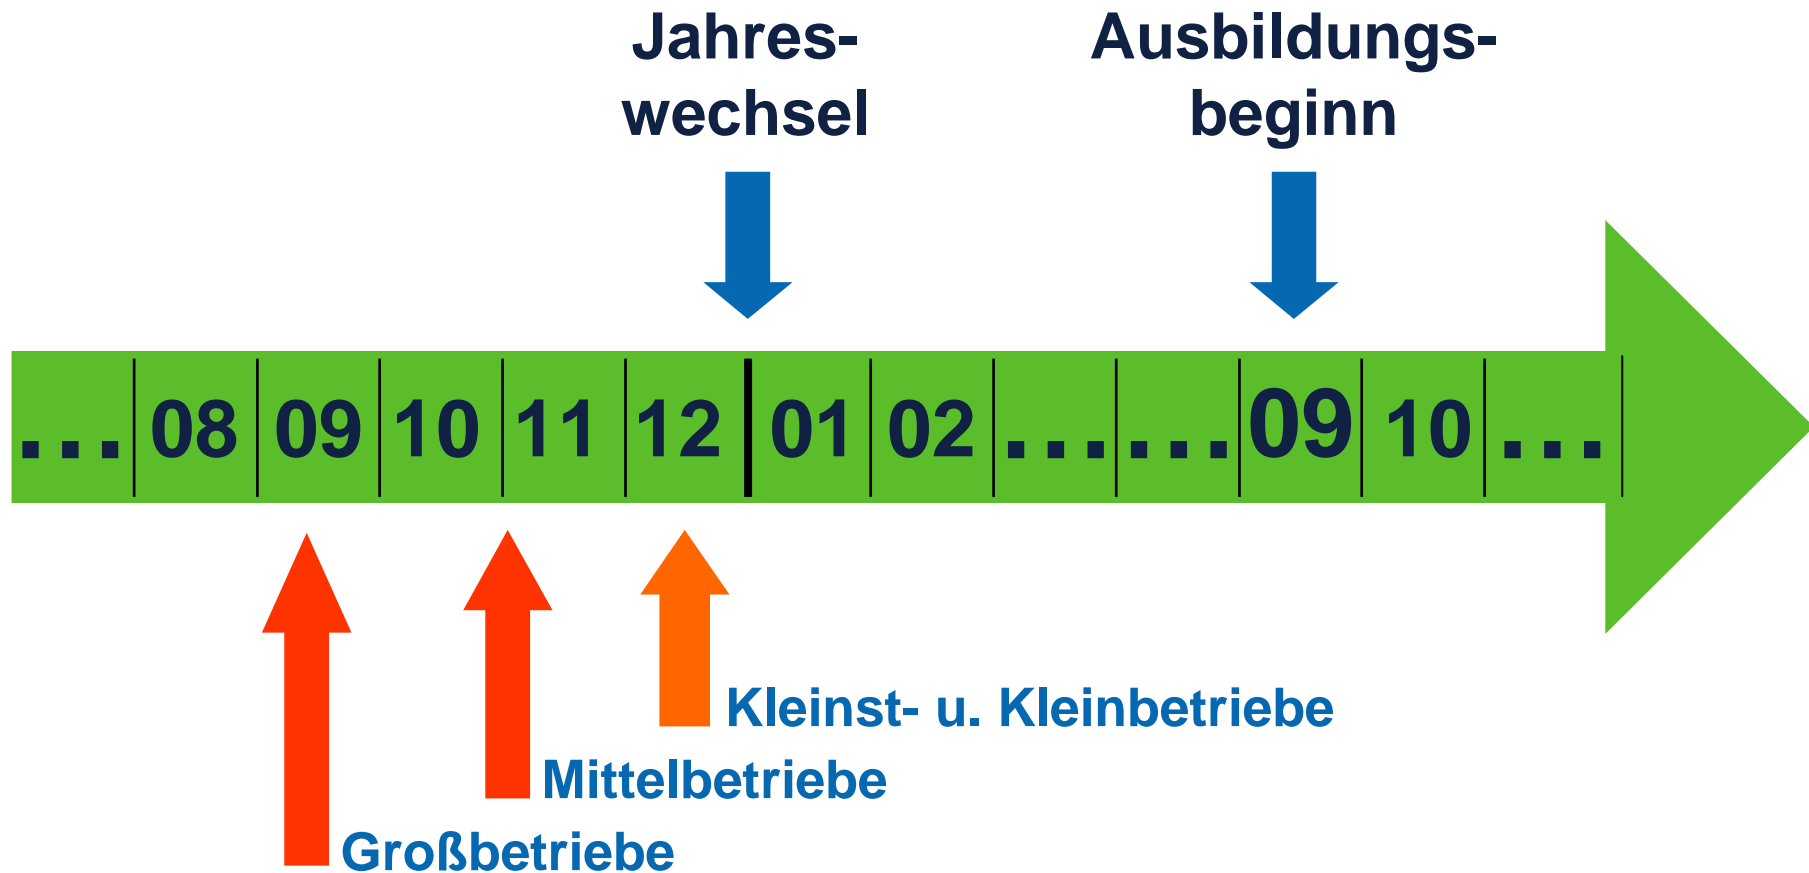 Jahres-
wechsel
Ausbildungs-
beginn
... 08 09 10 11 12 01 02 ... ... 09 10 ...
Kleinst- u. Kleinbetriebe
Mittelbetriebe
Großbetriebe